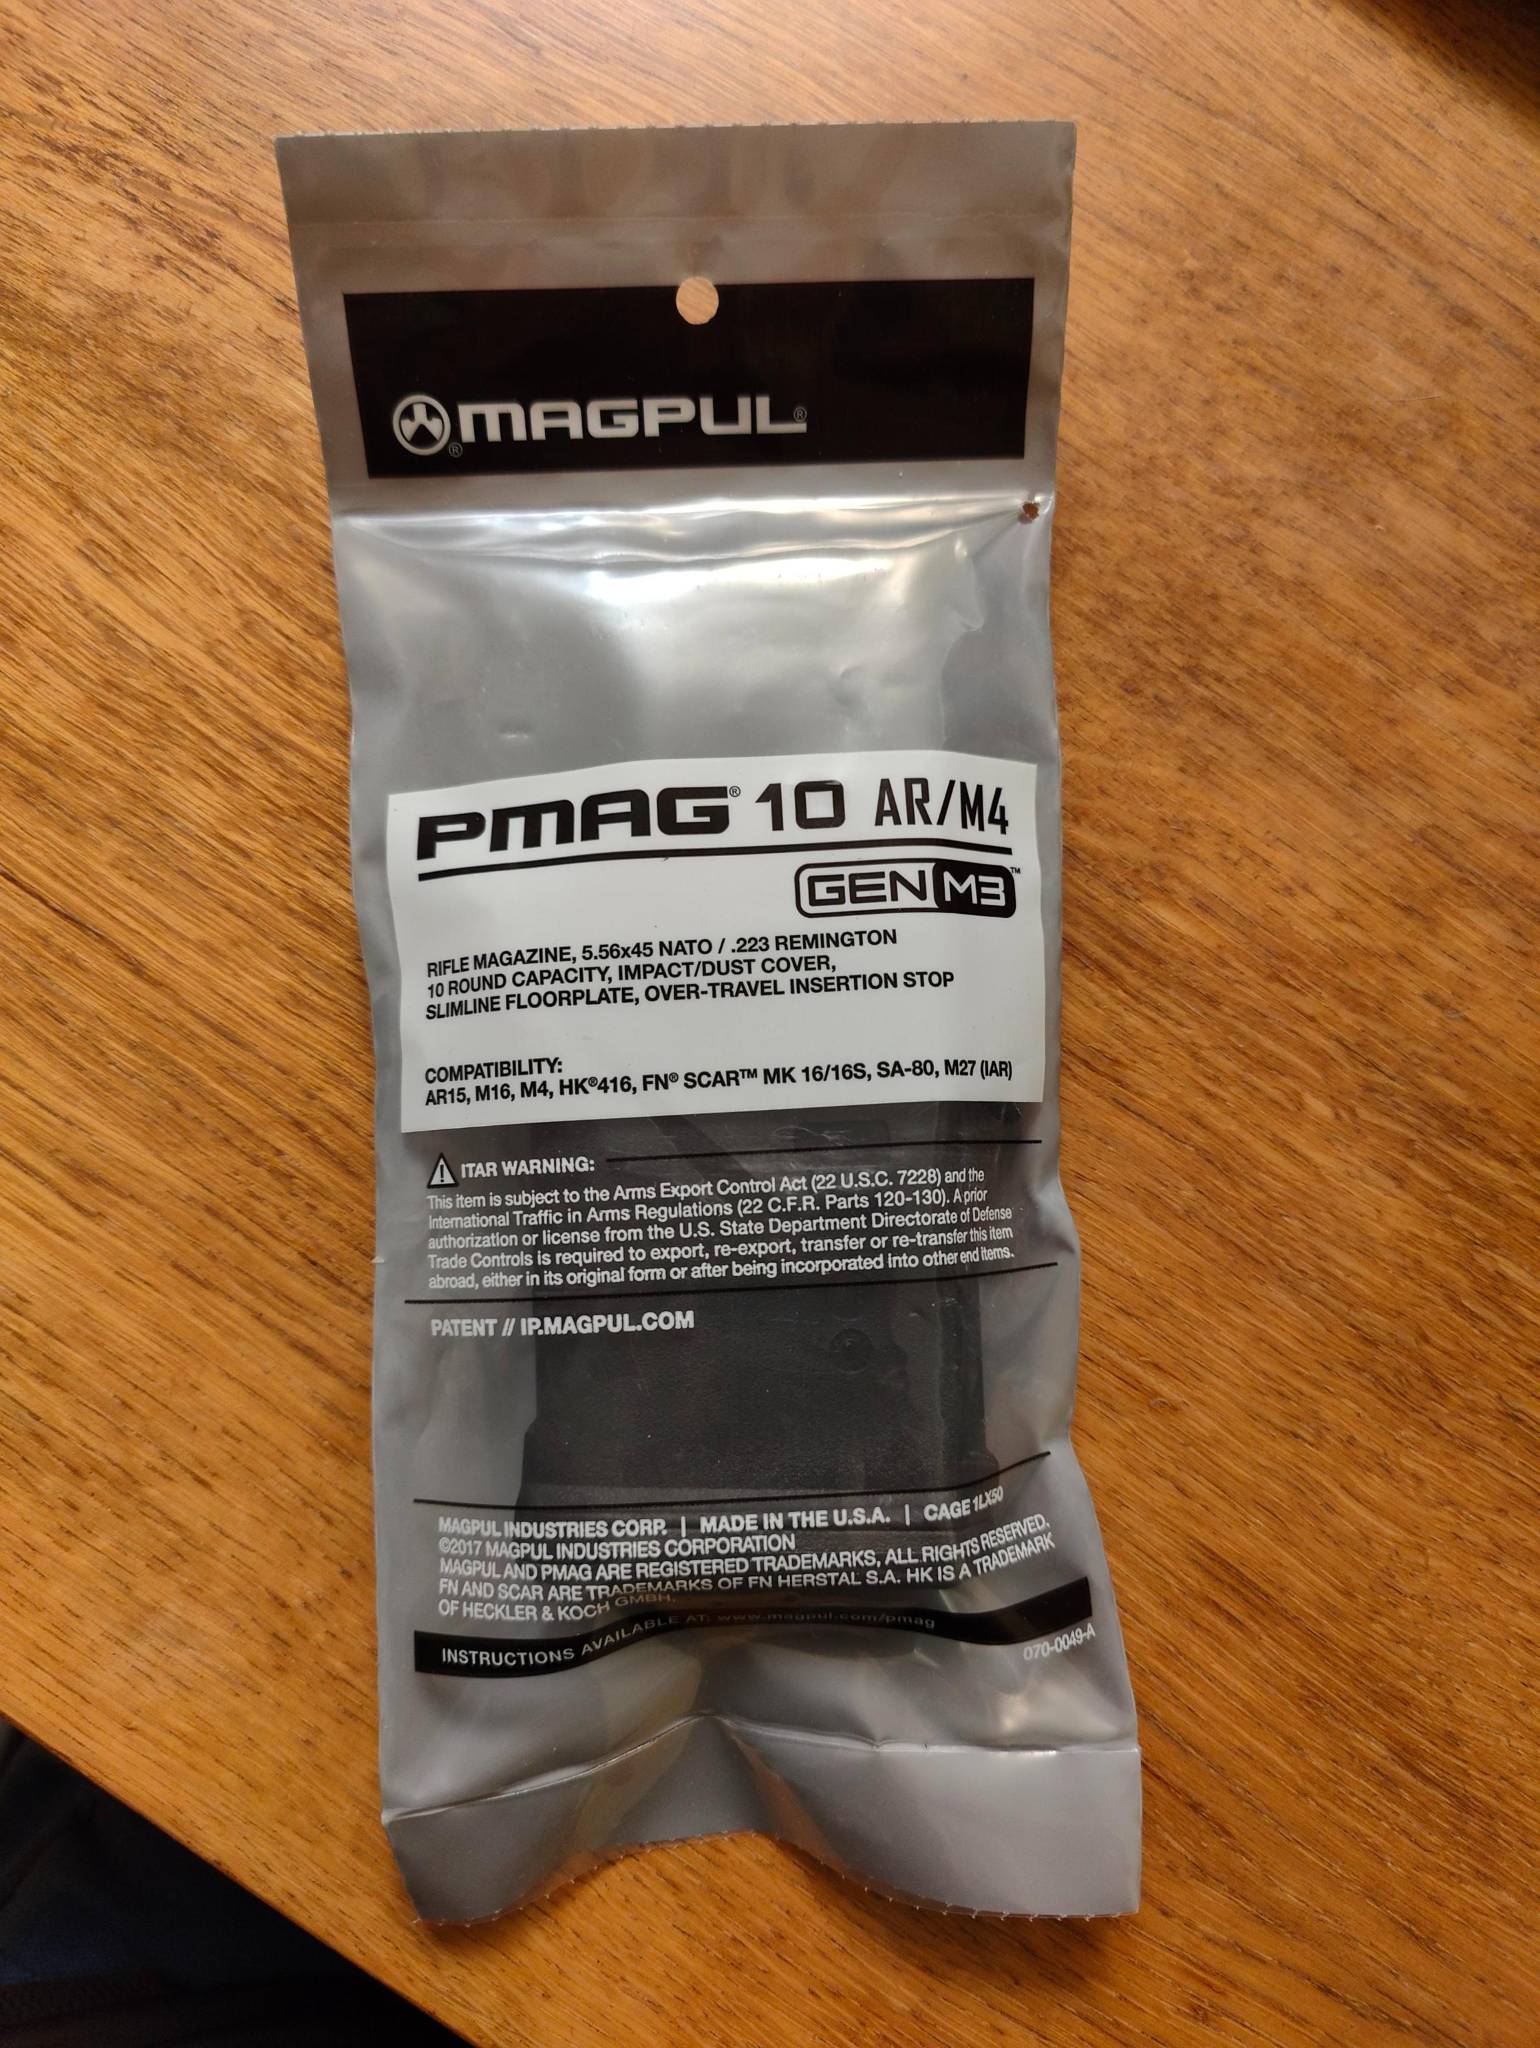 MAGPUL®
PMAG® 10 AR/M4
GEN M3™
RIFLE MAGAZINE, 5.56x45 NATO / .223 REMINGTON
10 ROUND CAPACITY, IMPACT/DUST COVER,
SLIMLINE FLOORPLATE, OVER-TRAVEL INSERTION STOP
COMPATIBILITY:
AR15, M16, M4, HK®416, FN® SCAR™ MK 16/16S, SA-80, M27 (IAR)
ITAR WARNING:
This item is subject to the Arms Export Control Act (22 U.S.C. 7228) and the
International Traffic in Arms Regulations (22 C.F.R. Parts 120-130). A prior
authorization or license from the U.S. State Department Directorate of Defense
Trade Controls is required to export, re-export, transfer or re-transfer this item
abroad, either in its original form or after being incorporated into other end items.
PATENT // IP.MAGPUL.COM
MAGPUL INDUSTRIES CORP. | MADE IN THE U.S.A. | CAGE 1LX50
©2017 MAGPUL INDUSTRIES CORPORATION
MAGPUL AND PMAG ARE REGISTERED TRADEMARKS, ALL RIGHTS RESERVED.
FN AND SCAR ARE TRADEMARKS OF FN HERSTAL S.A. HK IS A TRADEMARK
OF HECKLER & KOCH GMBH.
INSTRUCTIONS AVAILABLE AT: www.magpul.com/pmag
070-0049-A